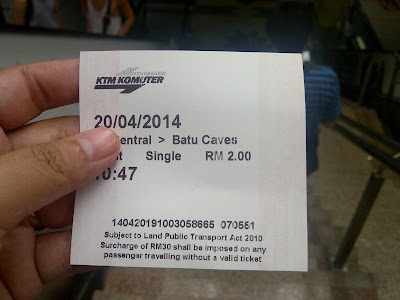 KTM KOMUTER
20/04/2014
entral > Batu Caves
Single RM 2.00
10:47
140420191003058665 070551
Subject to Land Public Transport Act 2010
Surcharge of RM30 shall be imposed on any
passenger travelling without a valid ticket